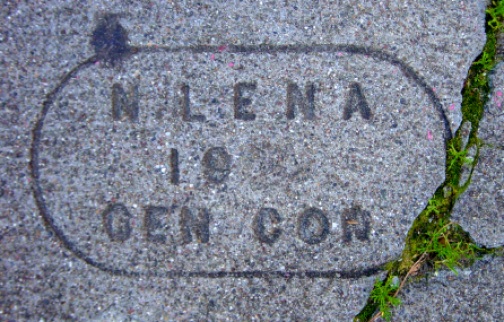 N. LENA
19
GEN CON